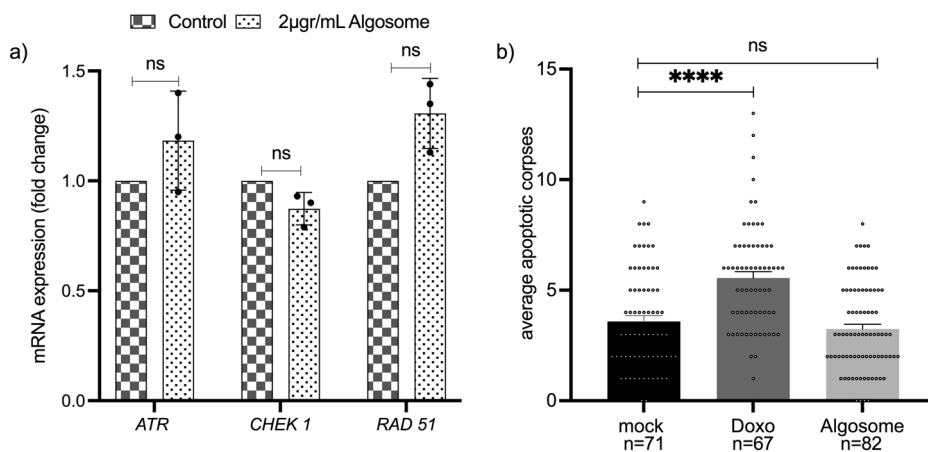 Control 2µgr/mL Algosome
a)
mRNA expression (fold change)
1.5
1.0
0.5
0.0
ns
ns
ns
ATR CHEK 1 RAD 51
b)
average apoptotic corpses
15
10
5
0
ns
****
mock Doxo Algosome
n=71 n=67 n=82